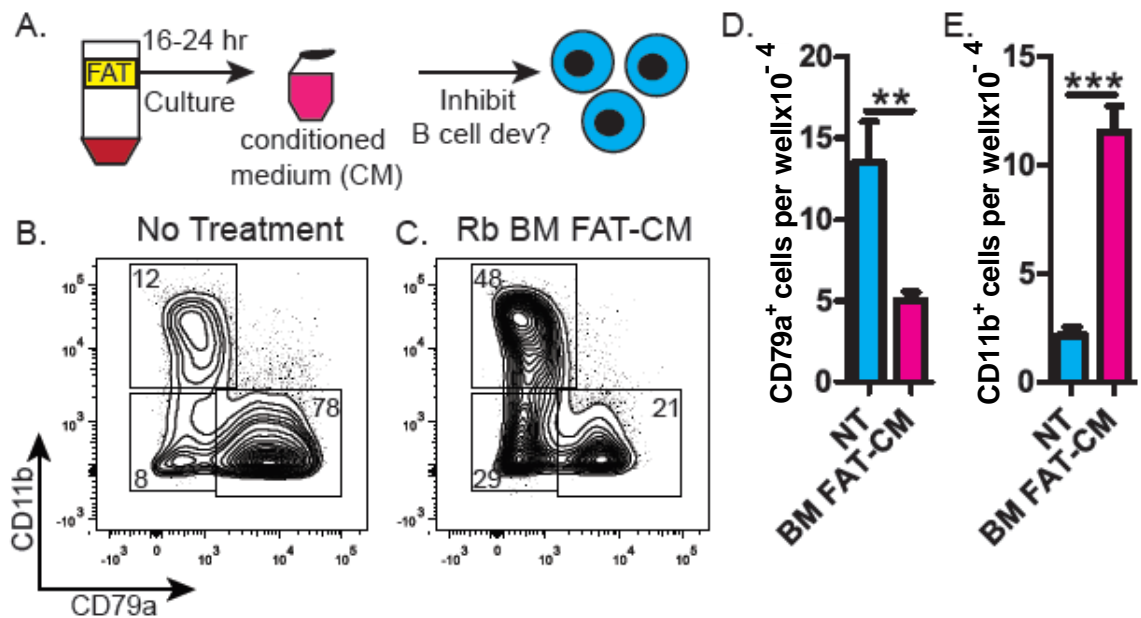 A.
16-24 hr
FAT
Culture
conditioned
medium (CM)
Inhibit
B cell dev?
B.
No Treatment
12
78
8
10⁵
10⁴
10³
0
-10³
-10³
0
10³
10⁴
10⁵
CD11b
CD79a
C.
Rb BM FAT-CM
48
21
29
10⁵
10⁴
10³
0
-10³
-10³
0
10³
10⁴
10⁵
D.
CD79a⁺ cells per wellx10⁻⁴
20
15
10
5
0
**
NT
BM FAT-CM
E.
CD11b⁺ cells per wellx10⁻⁴
15
10
5
0
***
NT
BM FAT-CM